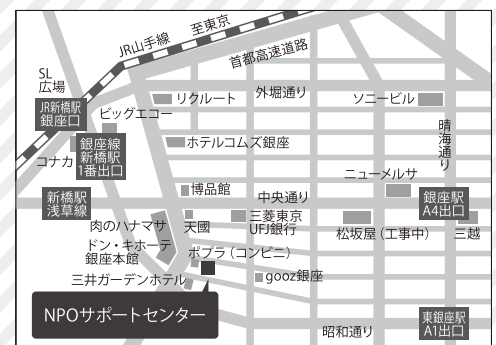 至東京
JR山手線
首都高速道路
SL
広場
リクルート
外堀通り
ソニービル
JR新橋駅
銀座口
ビッグエコー
晴海通り
コナカ
銀座線
新橋駅
1番出口
ホテルコムズ銀座
ニューメルサ
博品館
中央通り
新橋駅
浅草線
銀座駅
A4出口
肉のハナマサ
天國
三菱東京
UFJ銀行
松坂屋(工事中)
三越
ドン・キホーテ
銀座本館
ポプラ(コンビニ)
三井ガーデンホテル
gooz銀座
NPOサポートセンター
昭和通り
東銀座駅
A1出口